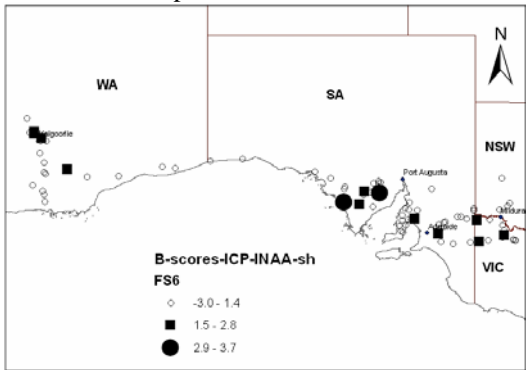 N
WA
SA
NSW
Port Augusta
Mildura
Adelaide
VIC
B-scores-ICP-INAA-sh
FS6
-3.0 - 1.4
1.5 - 2.8
2.9 - 3.7